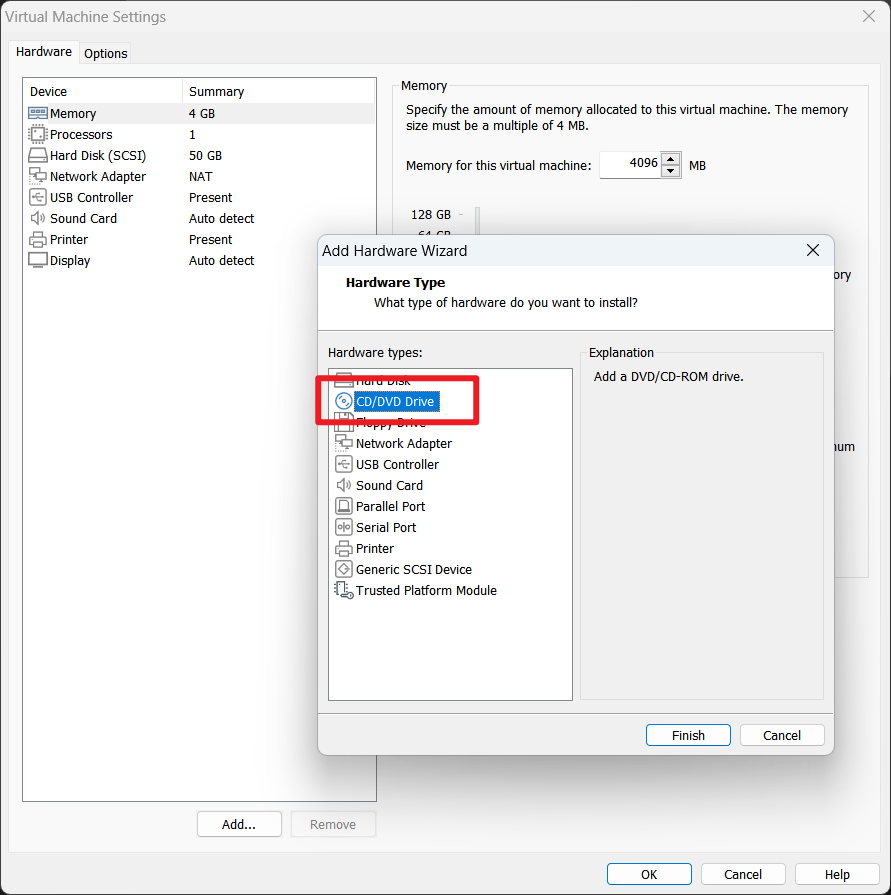 Virtual Machine Settings
Hardware
Options
Device Summary
Memory 4 GB
Processors 1
Hard Disk (SCSI) 50 GB
Network Adapter NAT
USB Controller Present
Sound Card Auto detect
Printer Present
Display Auto detect
Add...
Remove
Memory
Specify the amount of memory allocated to this virtual machine. The memory
size must be a multiple of 4 MB.
Memory for this virtual machine: 4096 MB
128 GB
64 GB
Add Hardware Wizard
Hardware Type
What type of hardware do you want to install?
Hardware types:
Hard Disk
CD/DVD Drive
Floppy Drive
Network Adapter
USB Controller
Sound Card
Parallel Port
Serial Port
Printer
Generic SCSI Device
Trusted Platform Module
Explanation
Add a DVD/CD-ROM drive.
Finish
Cancel
OK
Cancel
Help